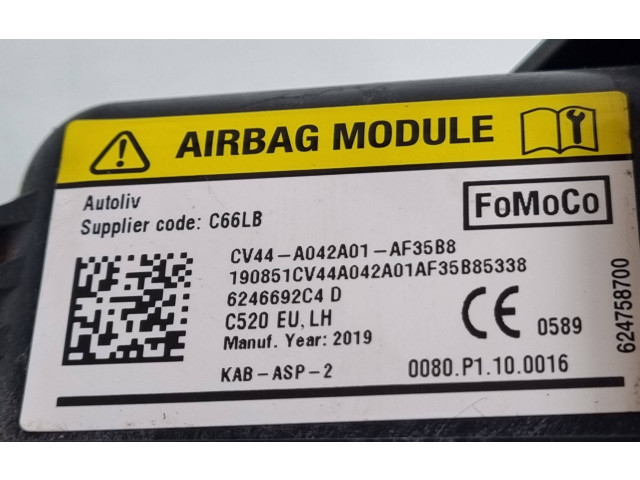 AIRBAG MODULE
Autoliv
Supplier code: C66LB
FoMoCo
CV44-A042A01-AF35B8
190851CV44A042A01AF35B85338
6246692C4 D
C520 EU, LH
Manuf. Year: 2019
CE 0589
KAB-ASP-2
0080.P1.10.0016
624758700